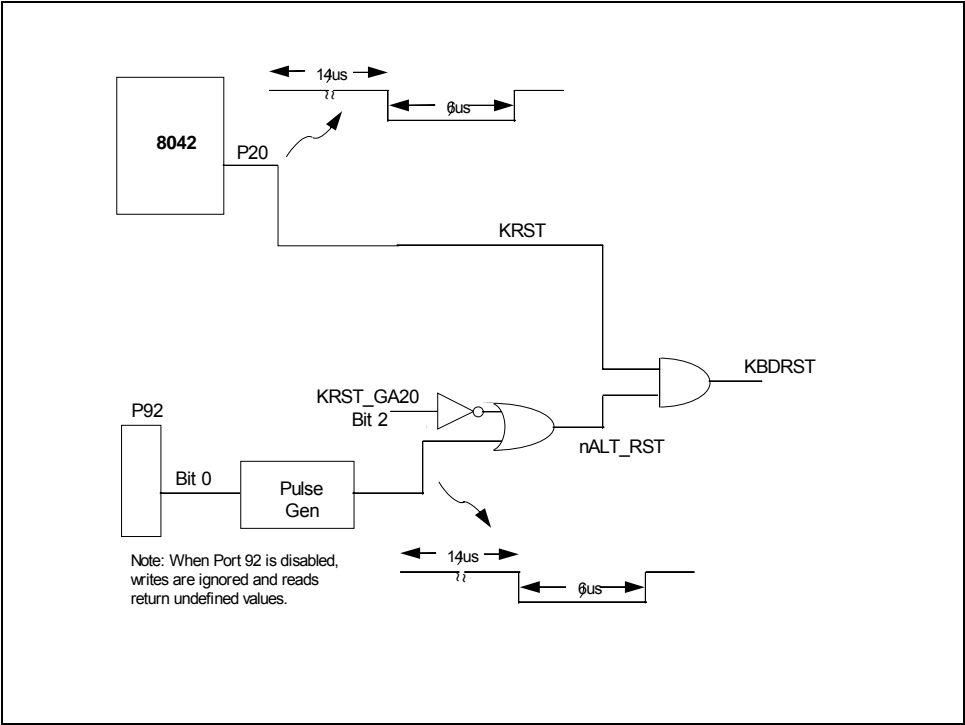 14us
6us
8042
P20
KRST
KBDRST
KRST_GA20
Bit 2
P92
nALT_RST
Bit 0
Pulse
Gen
14us
6us
Note: When Port 92 is disabled,
writes are ignored and reads
return undefined values.